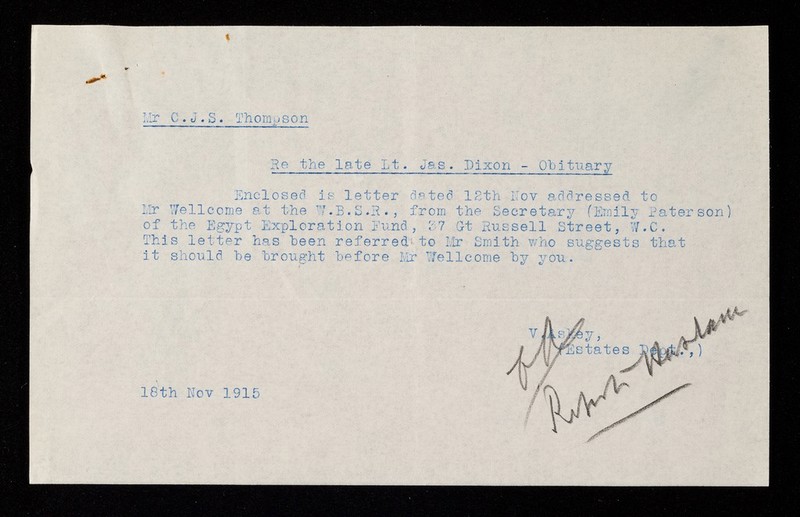 Mr C.J.S. Thompson
Re the late Lt. Jas. Dixon - Obituary
Enclosed is letter dated 12th Nov addressed to
Mr Wellcome at the W.B.S.R., from the Secretary (Emily Paterson)
of the Egypt Exploration Fund, 37 Gt Russell Street, W.C.
This letter has been referred to Mr Smith who suggests that
it should be brought before Mr Wellcome by you.
V.Askey,
(Estates Dept.,)
18th Nov 1915